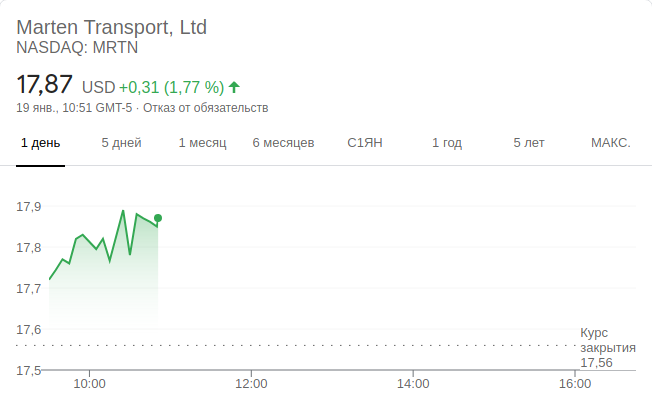 Marten Transport, Ltd
NASDAQ: MRTN
17,87 USD +0,31 (1,77 %)
19 янв., 10:51 GMT-5 · Отказ от обязательств
1 день 5 дней 1 месяц 6 месяцев С1ЯН 1 год 5 лет МАКС.
17,9
17,8
17,7
17,6
Курс
закрытия
17,56
17,5
10:00 12:00 14:00 16:00